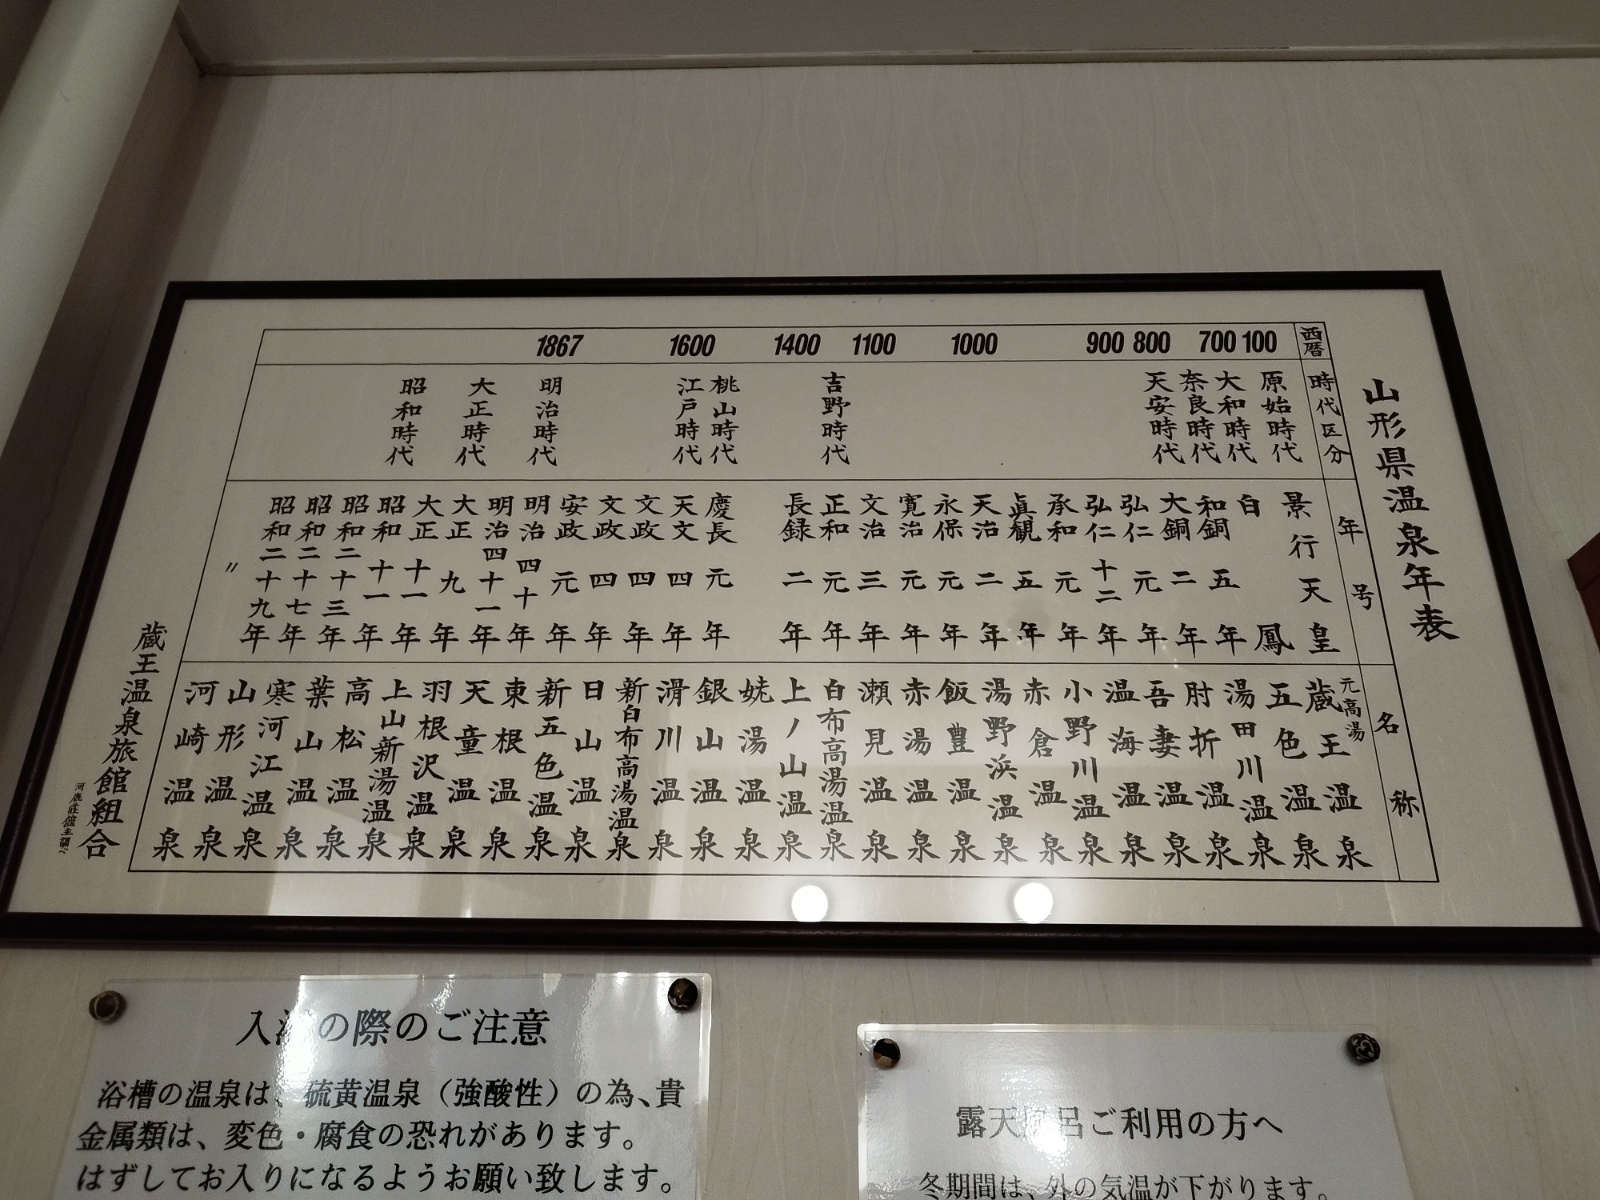 山形県温泉年表
西暦
100
700
800
900
1000
1100
1400
1600
1867
時代区分
原始時代
大和時代
奈良時代
天安時代
吉野時代
桃山時代
江戸時代
明治時代
大正時代
昭和時代
年号
景行天皇
白鳳
和銅五年
大銅二年
弘仁元年
弘仁十二年
承和元年
眞観五年
天治二年
永保元年
寛治元年
文治三年
正和元年
長録二年
慶長元年
天文四年
文政四年
文政四年
安政元年
明治四十年
明治四十一年
大正九年
大正十一年
昭和十一年
昭和二十三年
昭和二十七年
昭和二十九年
〃
名称
元高湯
蔵王温泉
五色温泉
湯田川温泉
肘折温泉
吾妻温泉
温海温泉
小野川温泉
赤倉温泉
湯野浜温泉
飯豊温泉
赤湯温泉
瀬見温泉
白布高湯温泉
上ノ山温泉
姥湯温泉
銀山温泉
滑川温泉
新白布高湯温泉
日山温泉
新五色温泉
東根温泉
天童温泉
羽根沢温泉
上山新湯温泉
高松温泉
葉山温泉
寒河江温泉
山形温泉
河崎温泉
蔵王温泉旅館組合
入浴の際のご注意
浴槽の温泉は、硫黄温泉（強酸性）の為、貴
金属類は、変色・腐食の恐れがあります。
はずしてお入りになるようお願い致します。
露天風呂ご利用の方へ
冬期間は、外の気温が下がります。